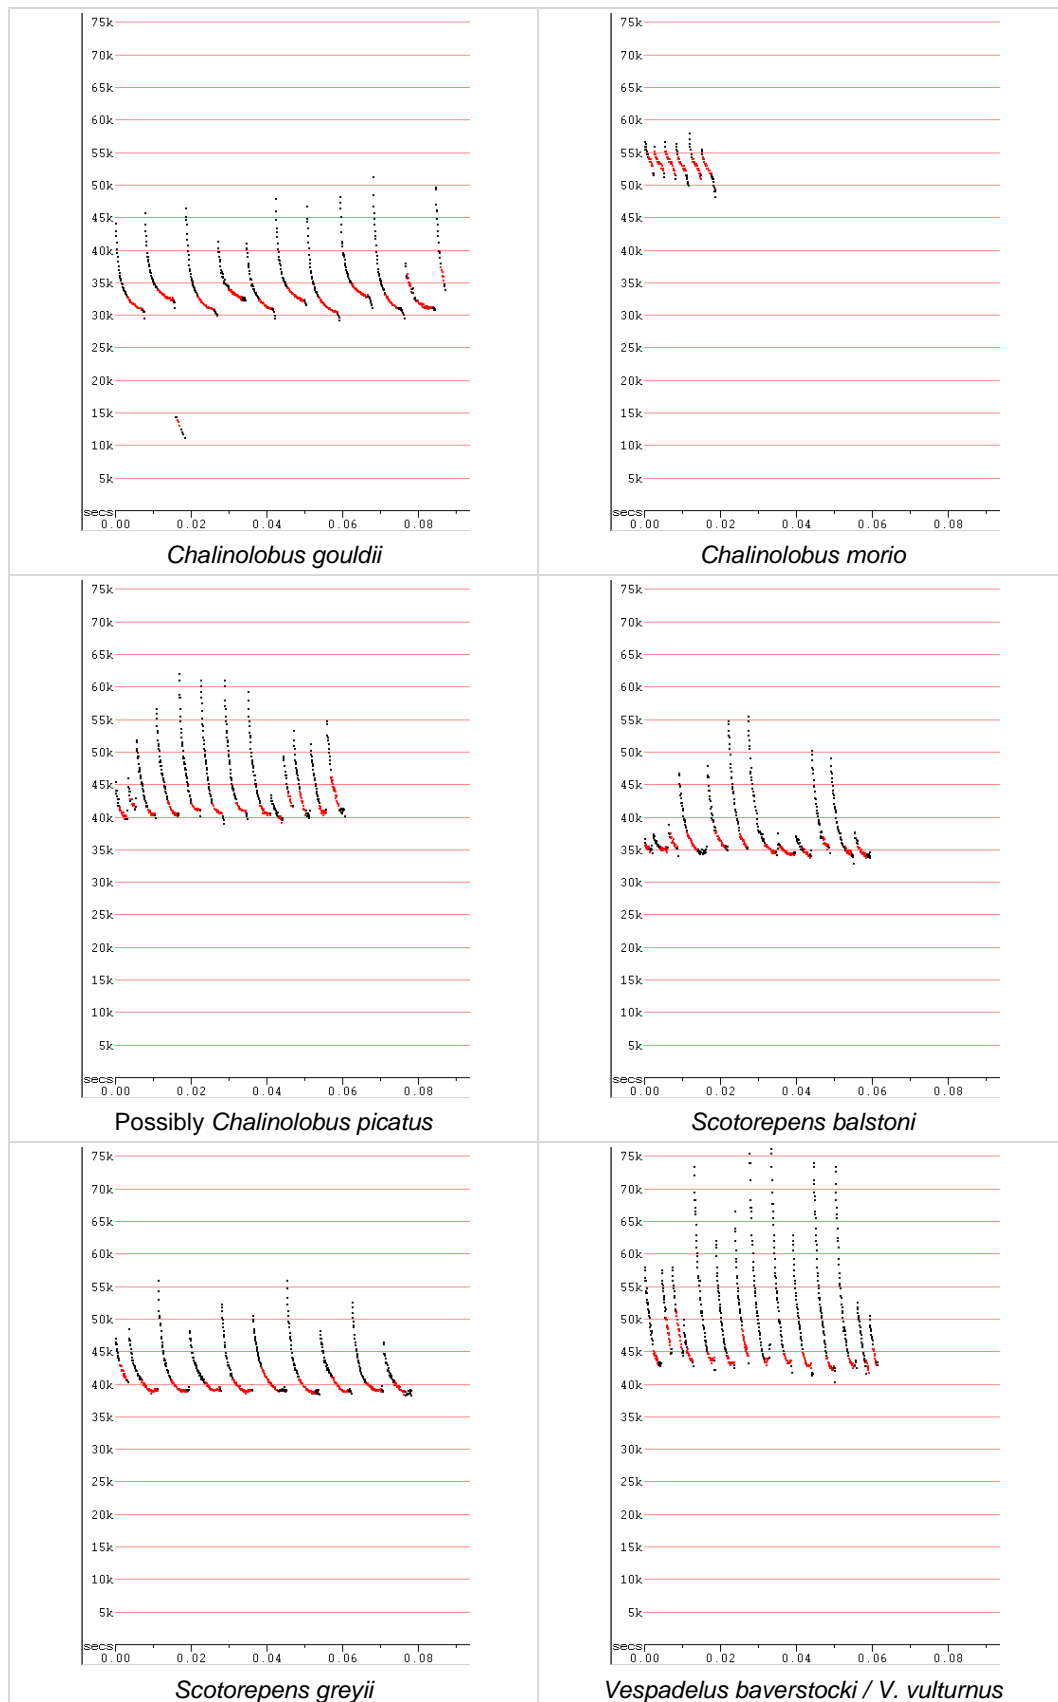 75k
70k
65k
60k
55k
50k
45k
40k
35k
30k
25k
20k
15k
10k
5k
secs
0.00 0.02 0.04 0.06 0.08
Chalinolobus gouldii
75k
70k
65k
60k
55k
50k
45k
40k
35k
30k
25k
20k
15k
10k
5k
secs
0.00 0.02 0.04 0.06 0.08
Chalinolobus morio
75k
70k
65k
60k
55k
50k
45k
40k
35k
30k
25k
20k
15k
10k
5k
secs
0.00 0.02 0.04 0.06 0.08
Possibly Chalinolobus picatus
75k
70k
65k
60k
55k
50k
45k
40k
35k
30k
25k
20k
15k
10k
5k
secs
0.00 0.02 0.04 0.06 0.08
Scotorepens balstoni
75k
70k
65k
60k
55k
50k
45k
40k
35k
30k
25k
20k
15k
10k
5k
secs
0.00 0.02 0.04 0.06 0.08
Scotorepens greyii
75k
70k
65k
60k
55k
50k
45k
40k
35k
30k
25k
20k
15k
10k
5k
secs
0.00 0.02 0.04 0.06 0.08
Vespadelus baverstocki / V. vulturnus